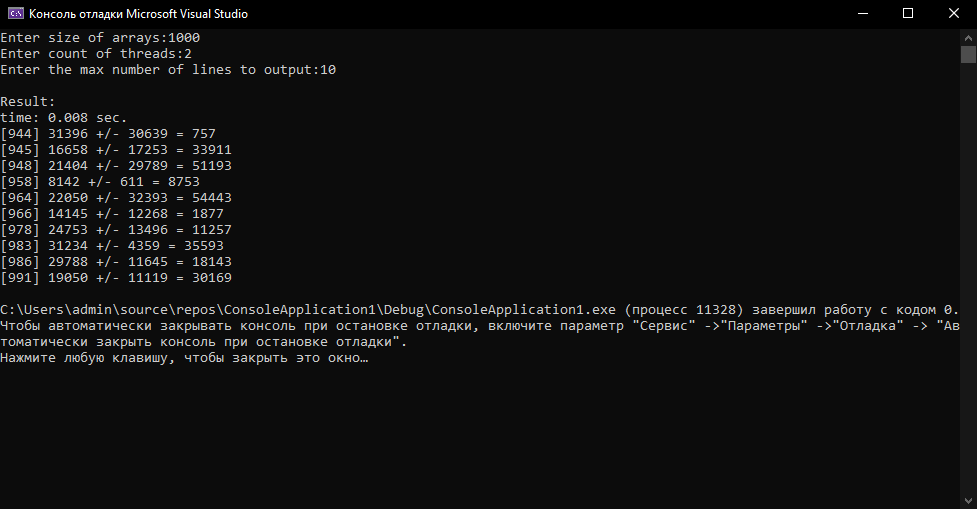 Консоль отладки Microsoft Visual Studio
Enter size of arrays:1000
Enter count of threads:2
Enter the max number of lines to output:10
Result:
time: 0.008 sec.
[944] 31396 +/- 30639 = 757
[945] 16658 +/- 17253 = 33911
[948] 21404 +/- 29789 = 51193
[958] 8142 +/- 611 = 8753
[964] 22050 +/- 32393 = 54443
[966] 14145 +/- 12268 = 1877
[978] 24753 +/- 13496 = 11257
[983] 31234 +/- 4359 = 35593
[986] 29788 +/- 11645 = 18143
[991] 19050 +/- 11119 = 30169
C:\Users\admin\source\repos\ConsoleApplication1\Debug\ConsoleApplication1.exe (процесс 11328) завершил работу с кодом 0.
Чтобы автоматически закрывать консоль при остановке отладки, включите параметр "Сервис" ->"Параметры" ->"Отладка" -> "Ав
томатически закрыть консоль при остановке отладки".
Нажмите любую клавишу, чтобы закрыть это окно…